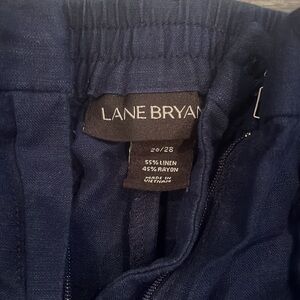 LANE BRYAN
26/28
55% LINEN
45% RAYON
MADE IN
VIETNAM